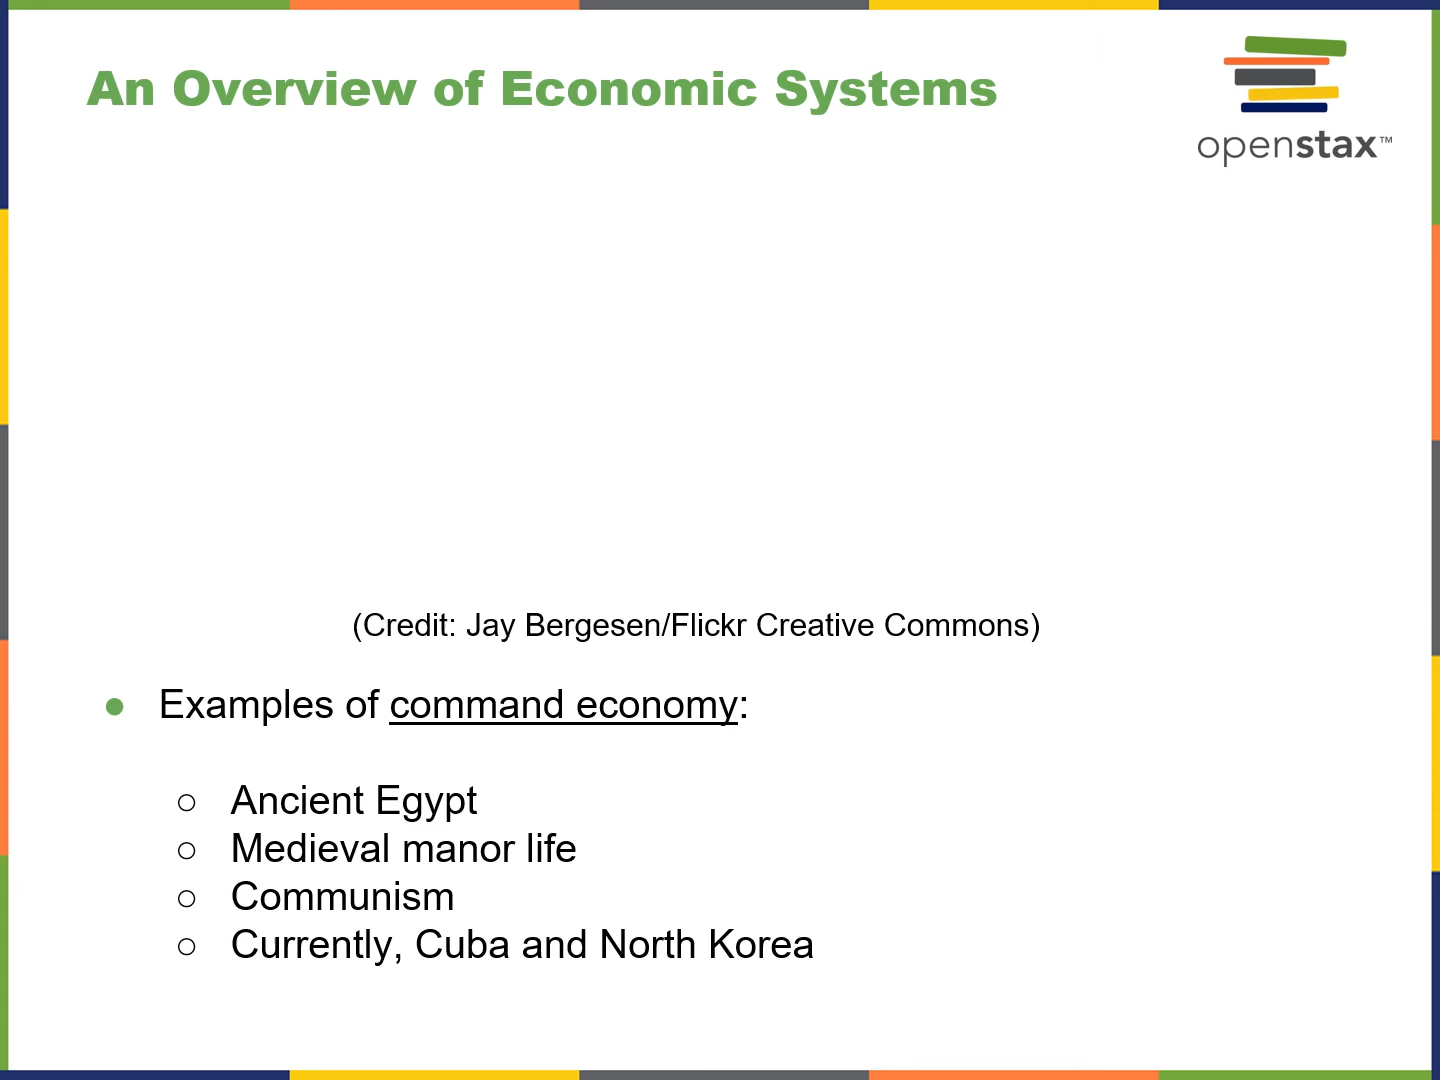 An Overview of Economic Systems
openstax™
(Credit: Jay Bergesen/Flickr Creative Commons)
● Examples of command economy:
○ Ancient Egypt
○ Medieval manor life
○ Communism
○ Currently, Cuba and North Korea